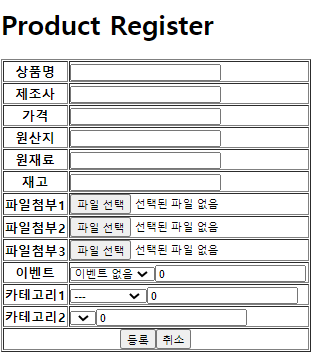 Product Register
상품명
제조사
가격
원산지
원재료
재고
파일첨부1 파일 선택 선택된 파일 없음
파일첨부2 파일 선택 선택된 파일 없음
파일첨부3 파일 선택 선택된 파일 없음
이벤트 이벤트 없음 0
카테고리1 --- 0
카테고리2 0
등록 취소